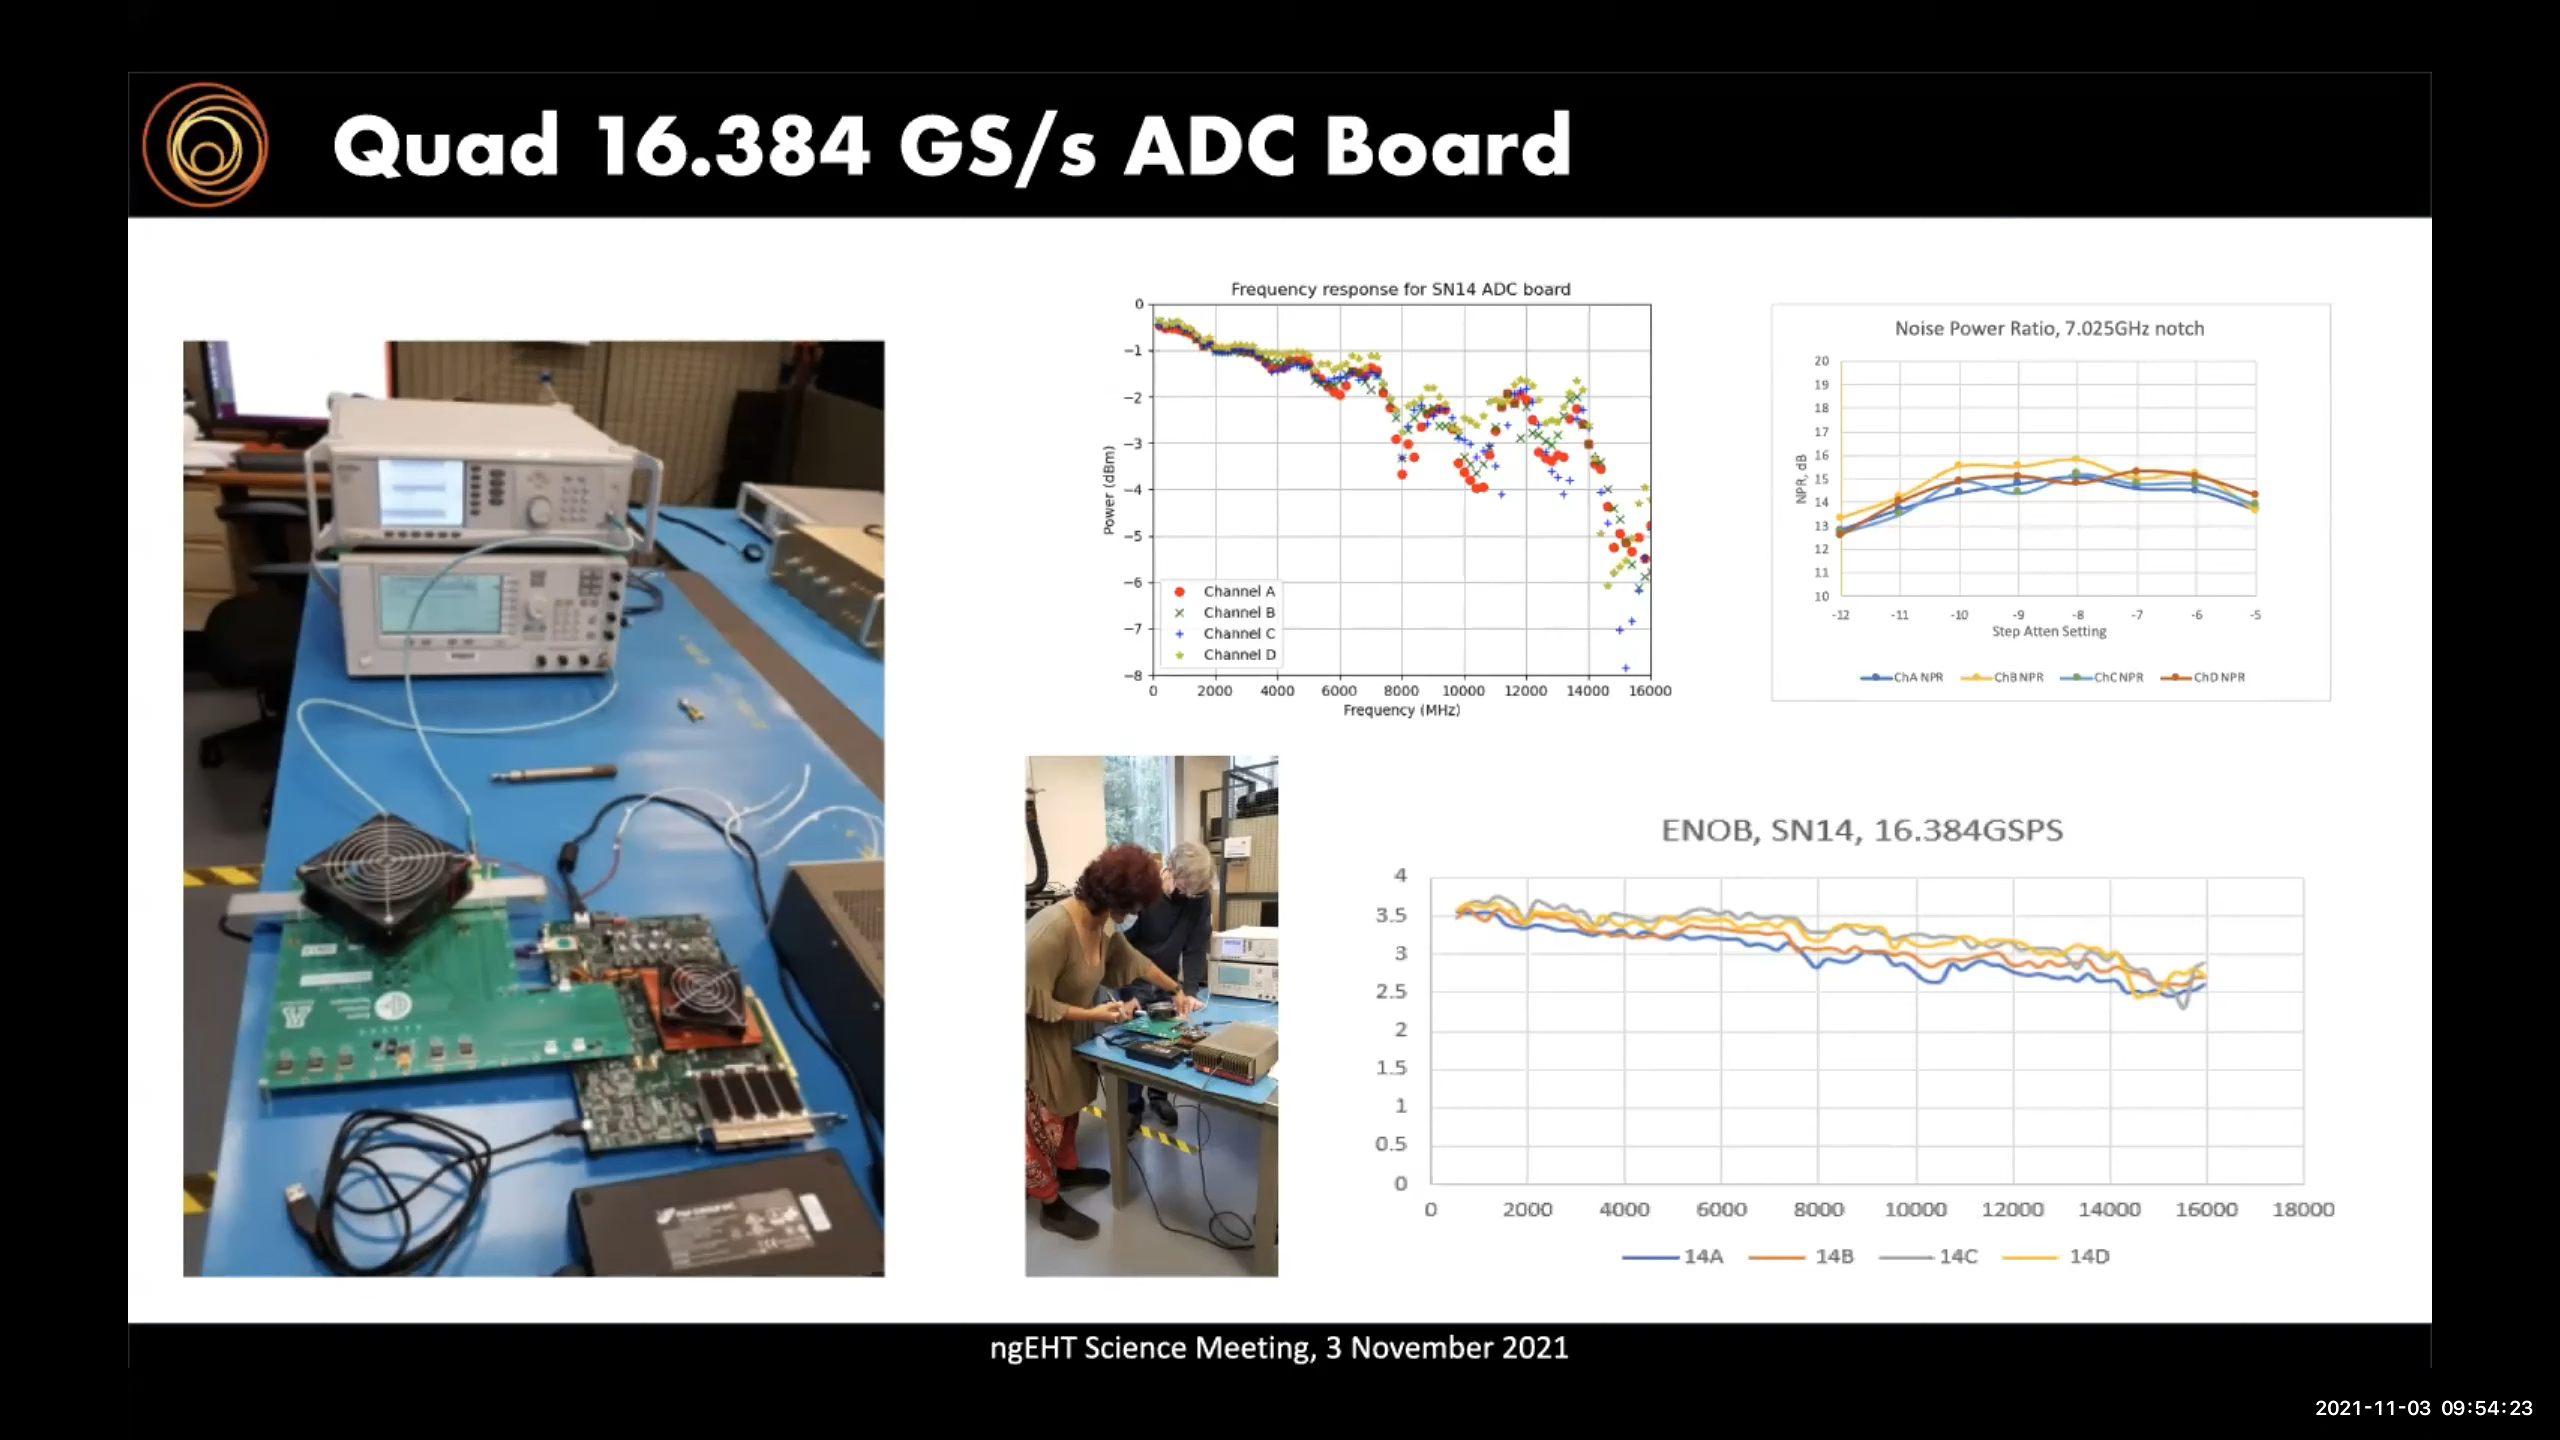 Quad 16.384 GS/s ADC Board
Frequency response for SN14 ADC board
0
−1
−2
−3
−4
−5
−6
−7
−8
Power (dBm)
Channel A
Channel B
Channel C
Channel D
0 2000 4000 6000 8000 10000 12000 14000 16000
Frequency (MHz)
Noise Power Ratio, 7.025GHz notch
20
19
18
17
16
15
14
13
12
11
10
NPR, dB
-12 -11 -10 -9 -8 -7 -6 -5
Step Atten Setting
ChA NPR ChB NPR ChC NPR ChD NPR
ENOB, SN14, 16.384GSPS
4
3.5
3
2.5
2
1.5
1
0.5
0
0 2000 4000 6000 8000 10000 12000 14000 16000 18000
14A 14B 14C 14D
ngEHT Science Meeting, 3 November 2021
2021-11-03 09:54:23